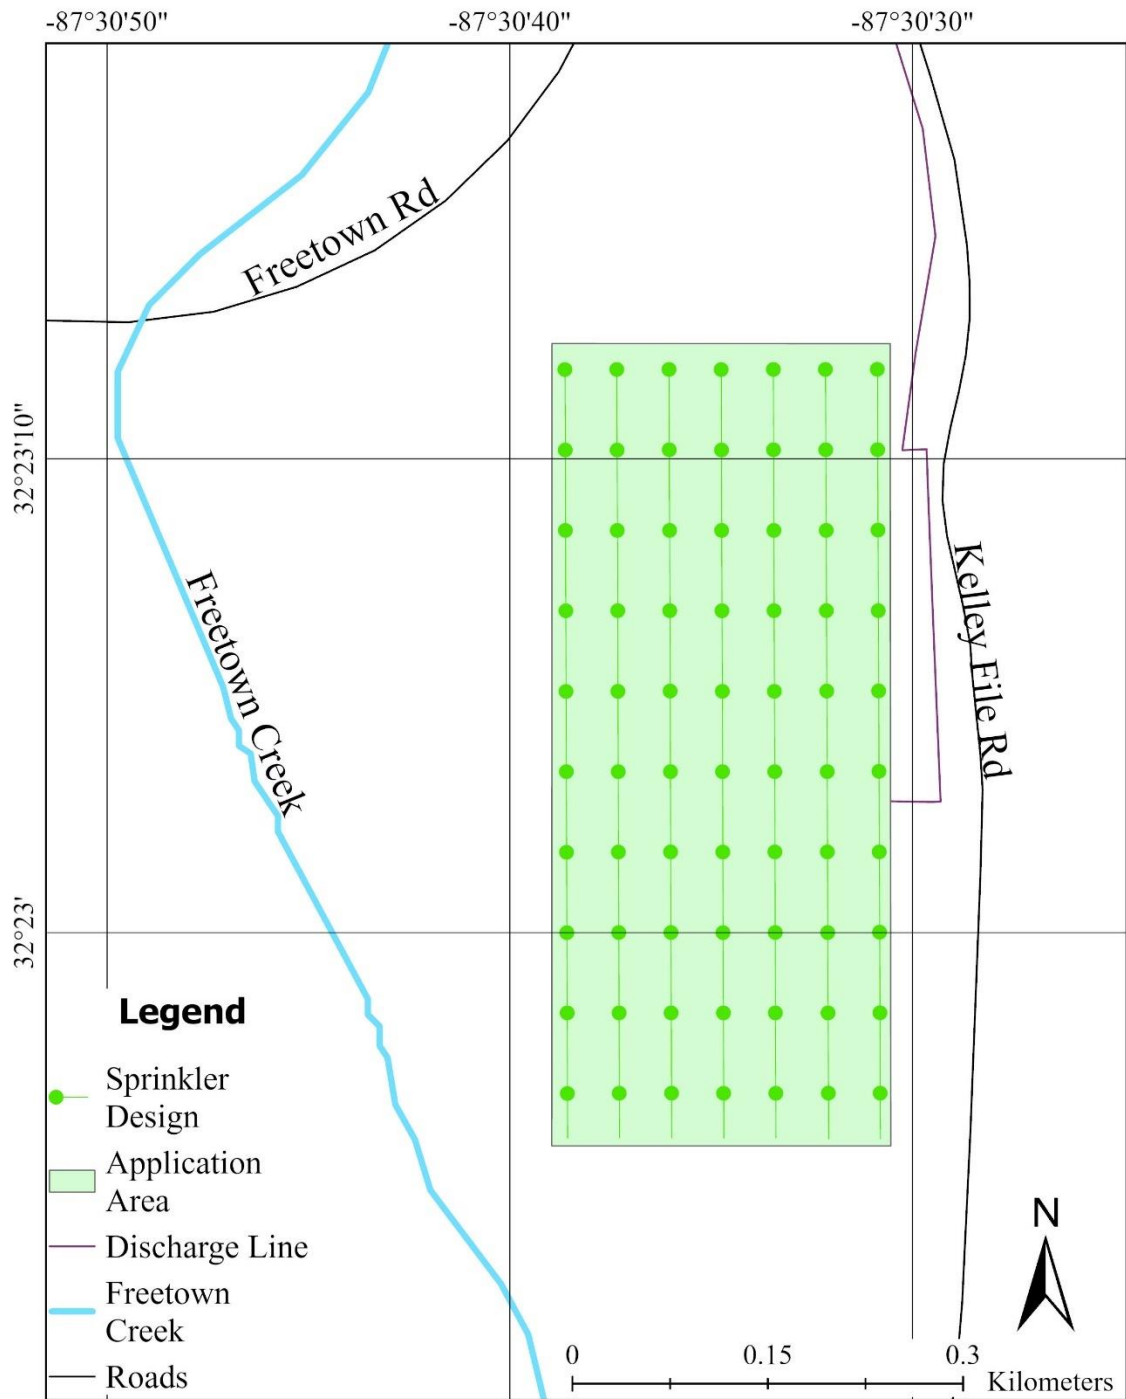 -87°30'50" -87°30'40" -87°30'30"
Freetown Rd
32°23'10"
Kelley File Rd
Freetown Creek
32°23'
Legend
Sprinkler
Design
Application
Area
Discharge Line
Freetown
Creek
Roads
N
0 0.15 0.3
Kilometers